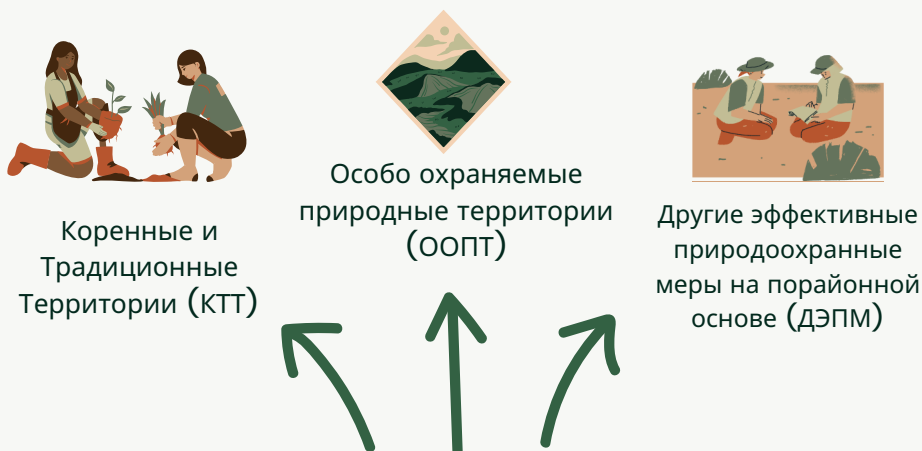 Коренные и
Традиционные
Территории (КТТ)
Особо охраняемые
природные территории
(ООПТ)
Другие эффективные
природоохранные
меры на порайонной
основе (ДЭПМ)